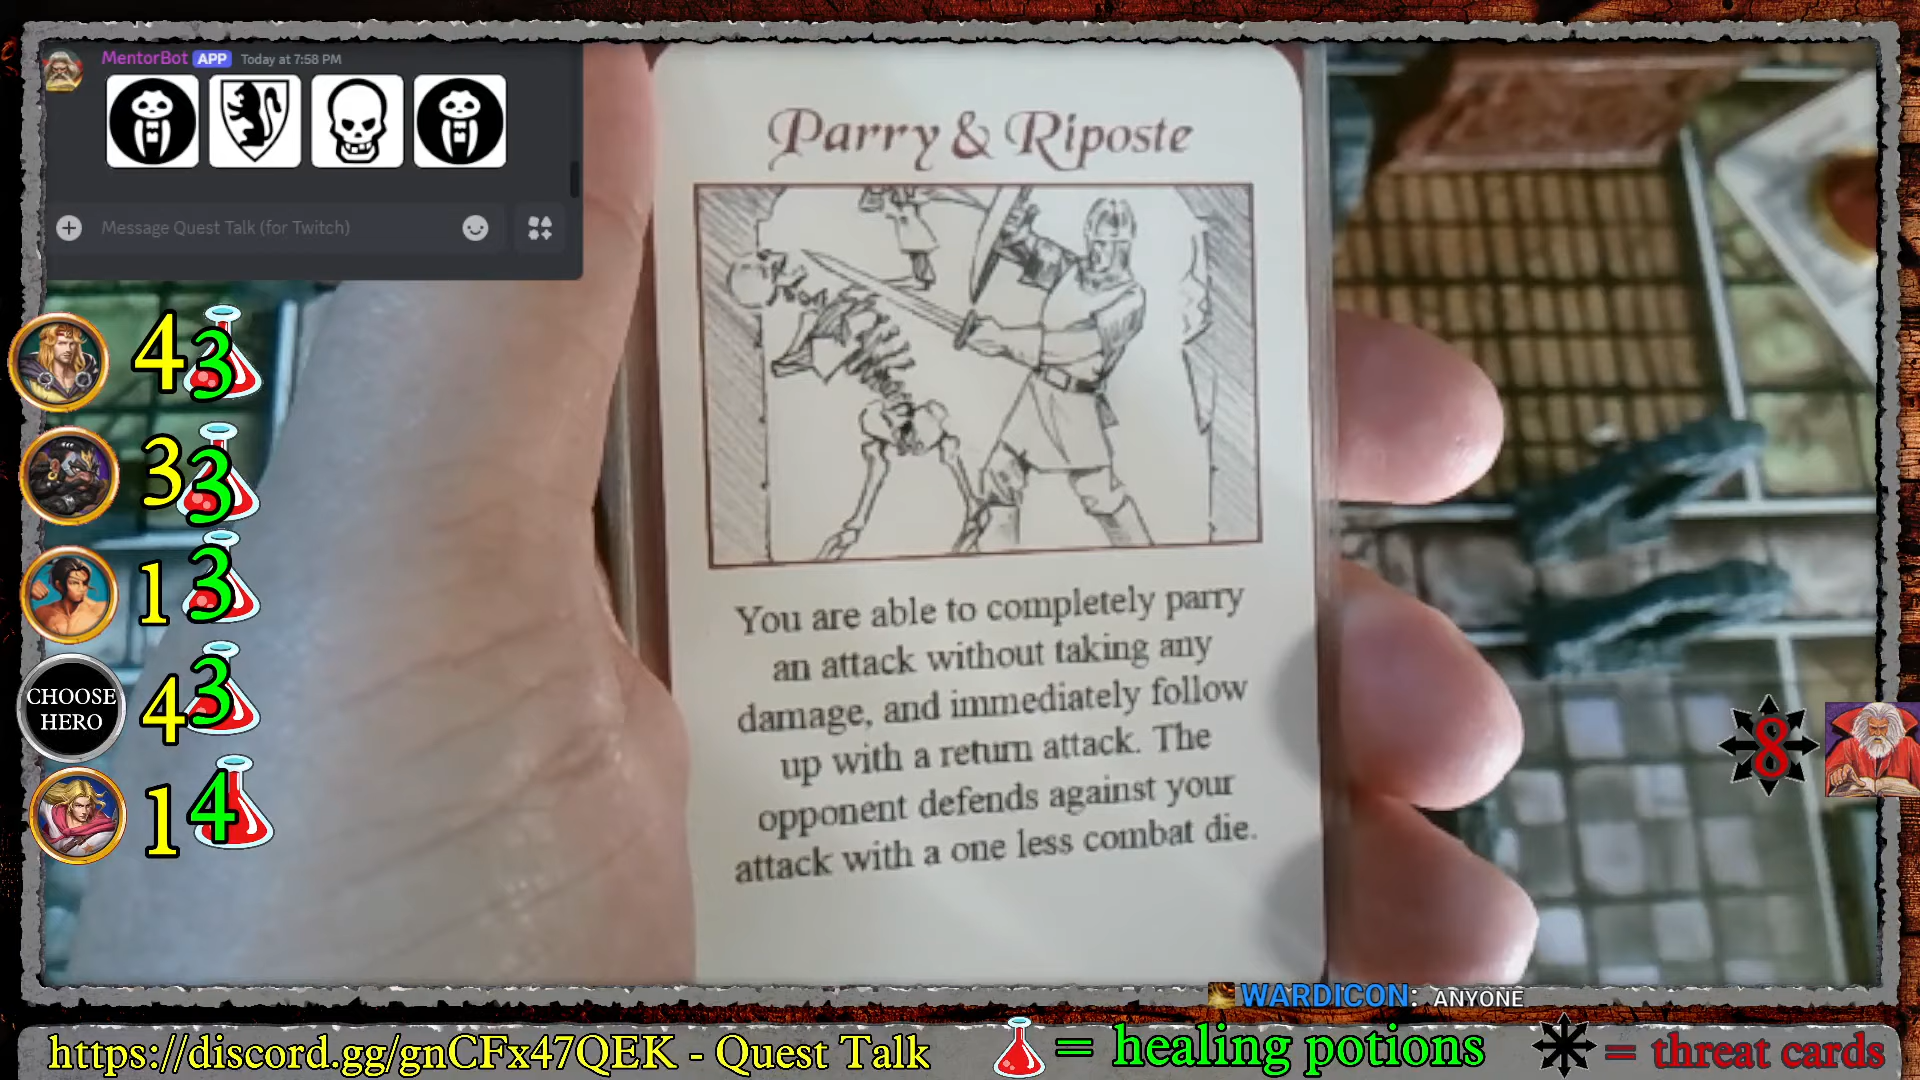 MentorBot APP Today at 7:58 PM
Message Quest Talk (for Twitch)
Parry & Riposte
You are able to completely parry
an attack without taking any
damage, and immediately follow
up with a return attack. The
opponent defends against your
attack with a one less combat die.
4 3
3 3
1 3
CHOOSE
HERO
4 3
1 4
8
WARDICON: ANYONE
https://discord.gg/gnCFx47QEK - Quest Talk
= healing potions
= threat cards